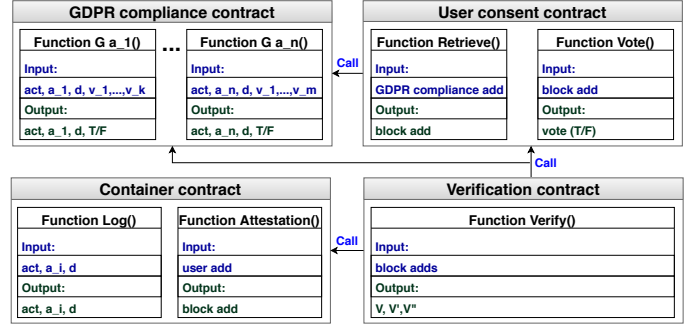 GDPR compliance contract
Function G a_1()
Input:
act, a_1, d, v_1,...,v_k
Output:
act, a_1, d, T/F
...
Function G a_n()
Input:
act, a_n, d, v_1,...,v_m
Output:
act, a_n, d, T/F
Call
User consent contract
Function Retrieve()
Input:
GDPR compliance add
Output:
block add
Function Vote()
Input:
block add
Output:
vote (T/F)
Call
Container contract
Function Log()
Input:
act, a_i, d
Output:
act, a_i, d
Function Attestation()
Input:
user add
Output:
block add
Call
Verification contract
Function Verify()
Input:
block adds
Output:
V, V',V"